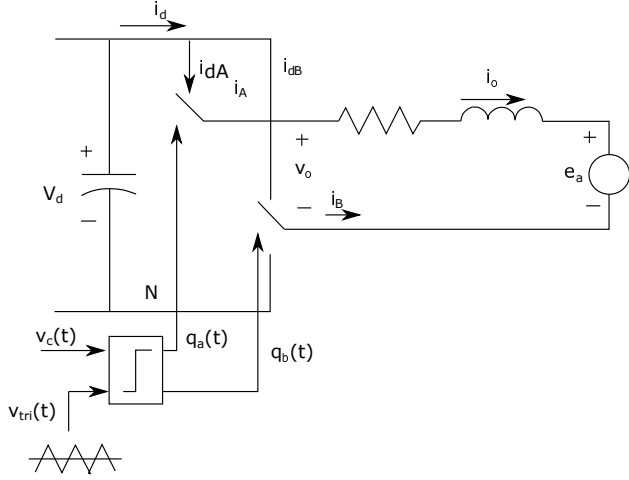 i_d
i_dA
i_A
i_dB
i_o
+
V_d
−
+
v_o
−
i_B
+
e_a
−
N
v_c(t)
q_a(t)
q_b(t)
v_tri(t)